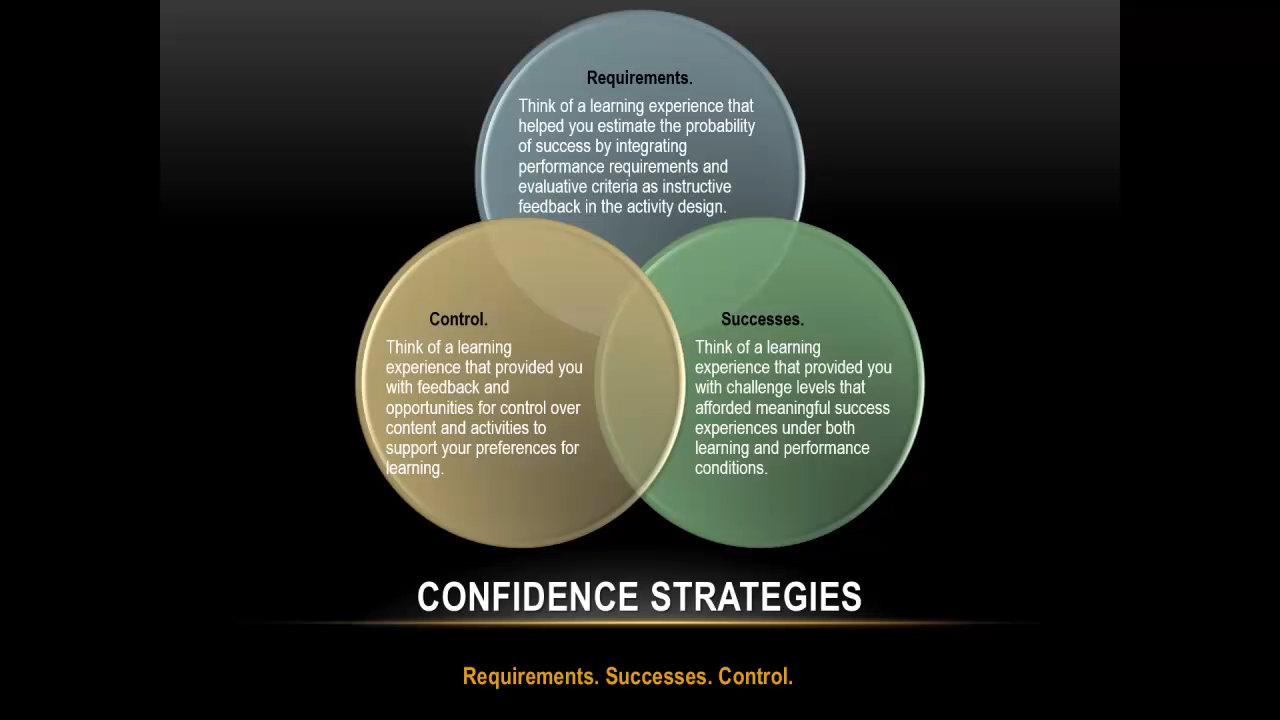 Requirements.
Think of a learning experience that
helped you estimate the probability
of success by integrating
performance requirements and
evaluative criteria as instructive
feedback in the activity design.
Control.
Think of a learning
experience that provided you
with feedback and
opportunities for control over
content and activities to
support your preferences for
learning.
Successes.
Think of a learning
experience that provided you
with challenge levels that
afforded meaningful success
experiences under both
learning and performance
conditions.
CONFIDENCE STRATEGIES
Requirements. Successes. Control.